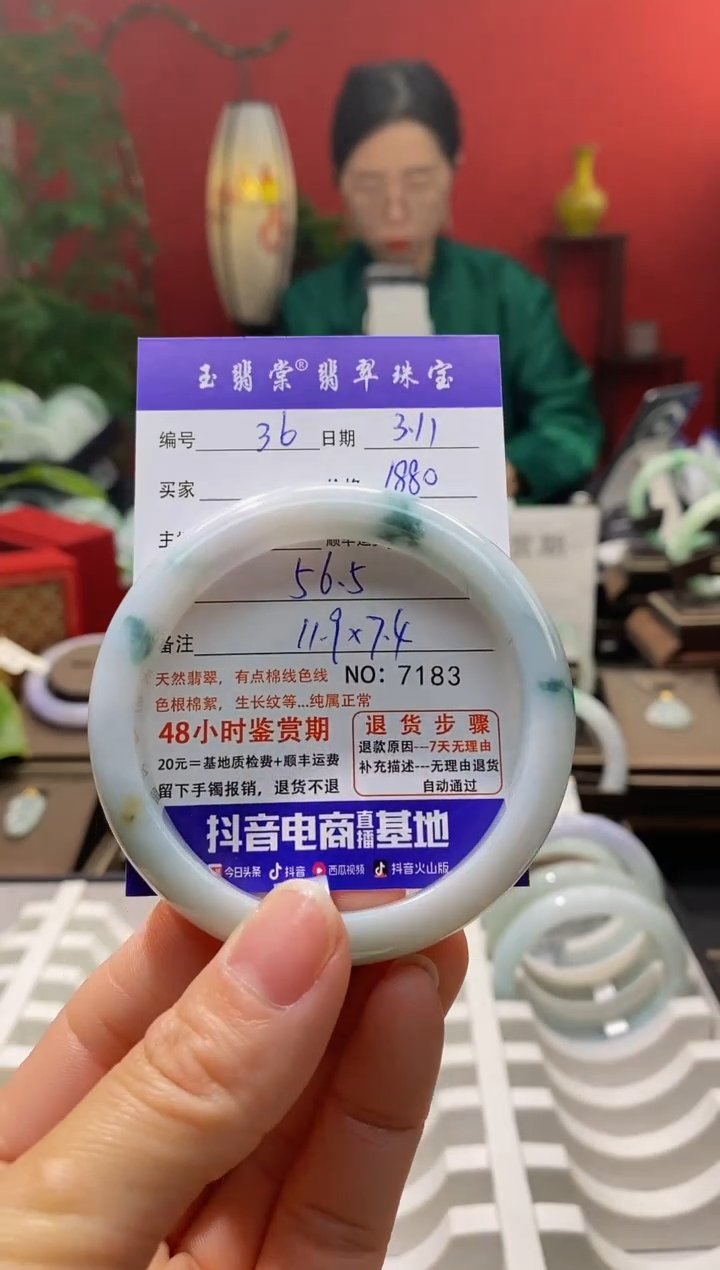 玉翡棠®翡翠珠宝
编号 36 日期 3.11
买家 1880
主
56.5
备注 11.9×7.4
天然翡翠，有点棉线色线 NO: 7183
色根棉絮，生长纹等...纯属正常
48小时鉴赏期
20元=基地质检费+顺丰运费
留下手镯报销，退货不退
退货步骤
退款原因---7天无理由
补充描述---无理由退货
自动通过
抖音电商直播基地
今日头条 抖音 西瓜视频 抖音火山版